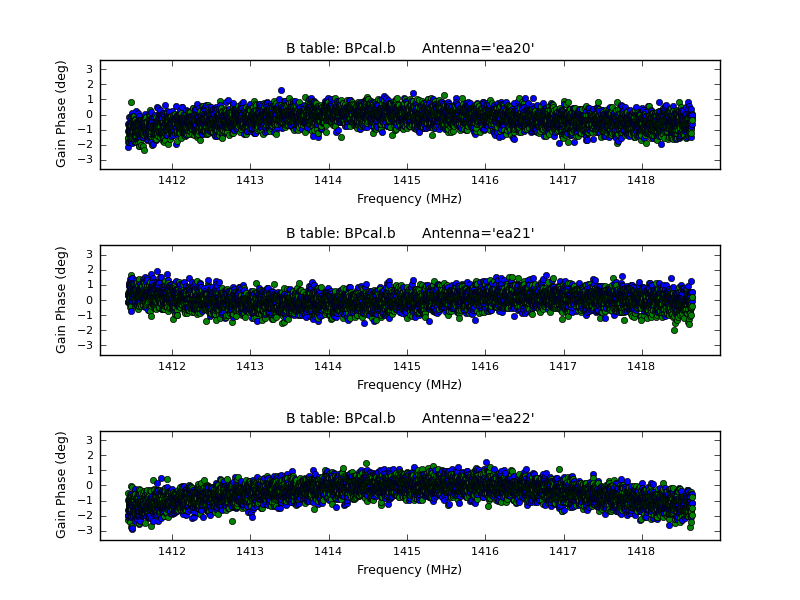 B table: BPcal.b Antenna='ea20'
Gain Phase (deg)
3
2
1
0
−1
−2
−3
1412 1413 1414 1415 1416 1417 1418
Frequency (MHz)
B table: BPcal.b Antenna='ea21'
Gain Phase (deg)
3
2
1
0
−1
−2
−3
1412 1413 1414 1415 1416 1417 1418
Frequency (MHz)
B table: BPcal.b Antenna='ea22'
Gain Phase (deg)
3
2
1
0
−1
−2
−3
1412 1413 1414 1415 1416 1417 1418
Frequency (MHz)